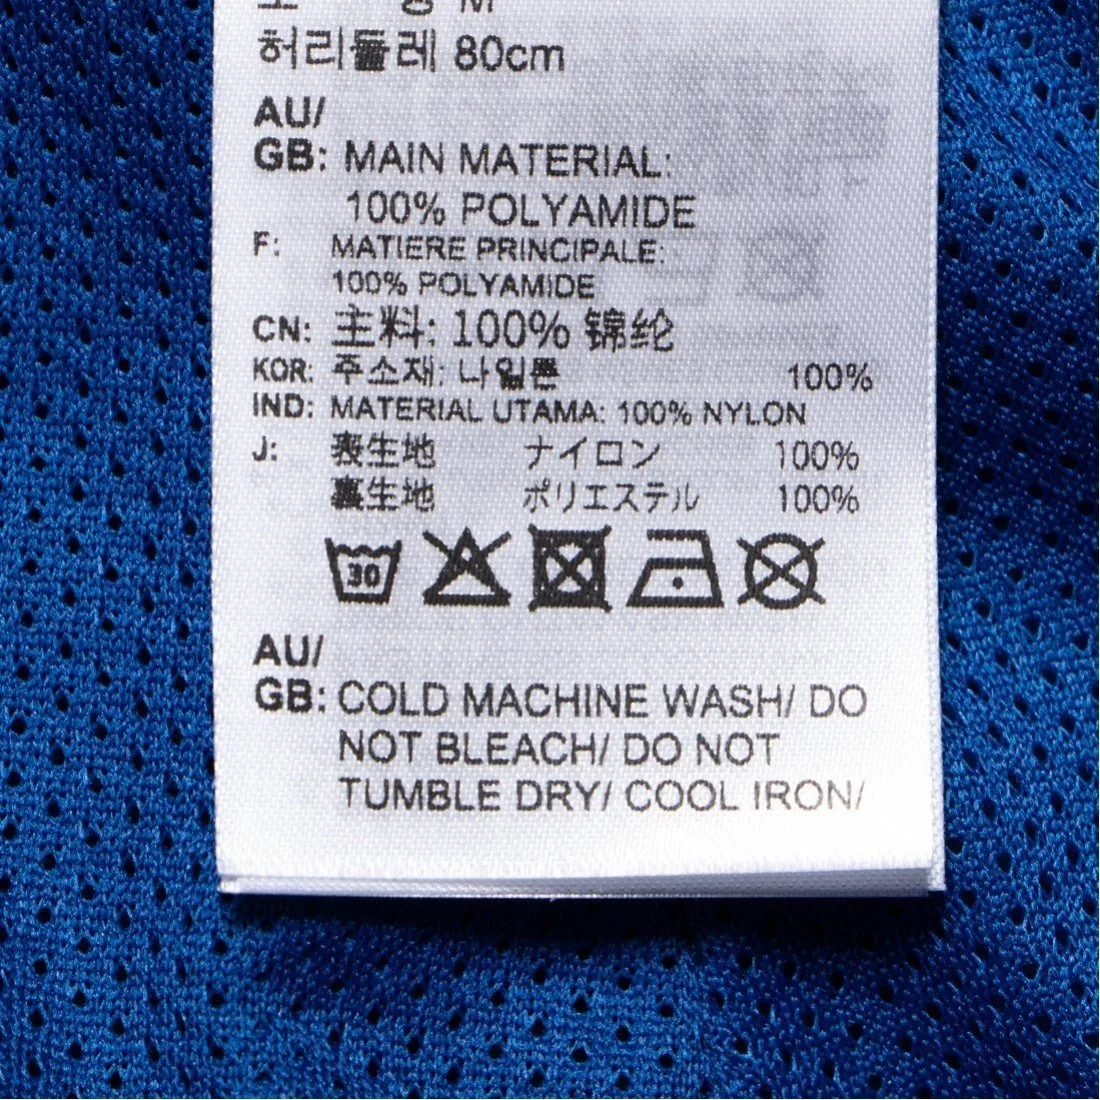 형 M
허리둘레 80cm
AU/
GB: MAIN MATERIAL:
100% POLYAMIDE
F: MATIERE PRINCIPALE:
100% POLYAMIDE
CN: 主料: 100% 锦纶
KOR: 주소재: 나일론 100%
IND: MATERIAL UTAMA: 100% NYLON
J: 表生地 ナイロン 100%
裏生地 ポリエステル 100%
30
AU/
GB: COLD MACHINE WASH/ DO
NOT BLEACH/ DO NOT
TUMBLE DRY/ COOL IRON/